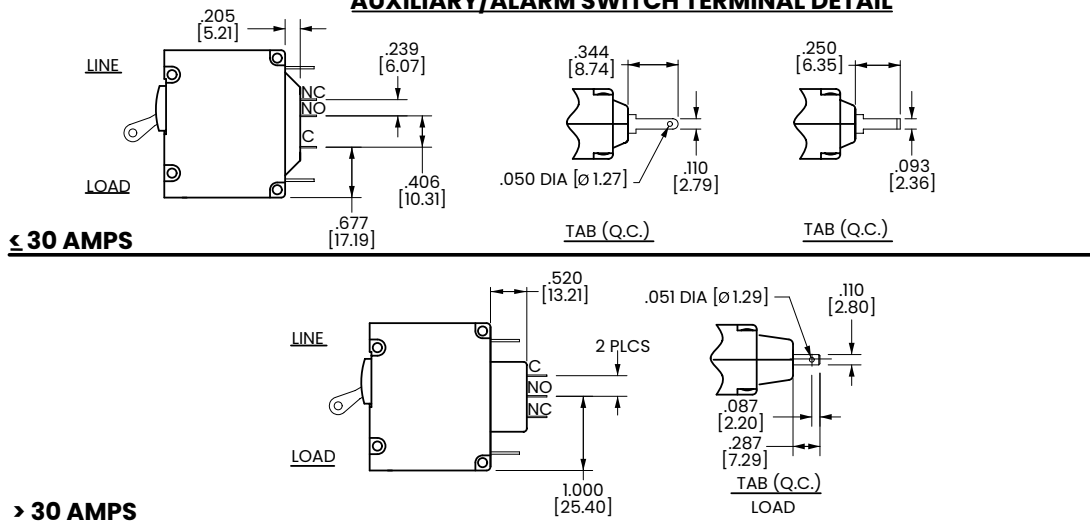 AUXILIARY/ALARM SWITCH TERMINAL DETAIL
.205
[5.21]
.239
[6.07]
LINE
NC
NO
C
LOAD
.406
[10.31]
.677
[17.19]
.344
[8.74]
.050 DIA [Ø 1.27]
.110
[2.79]
TAB (Q.C.)
.250
[6.35]
.093
[2.36]
TAB (Q.C.)
≤ 30 AMPS
.520
[13.21]
LINE
2 PLCS
C
NO
NC
LOAD
1.000
[25.40]
.051 DIA [Ø 1.29]
.110
[2.80]
.087
[2.20]
.287
[7.29]
TAB (Q.C.)
LOAD
> 30 AMPS